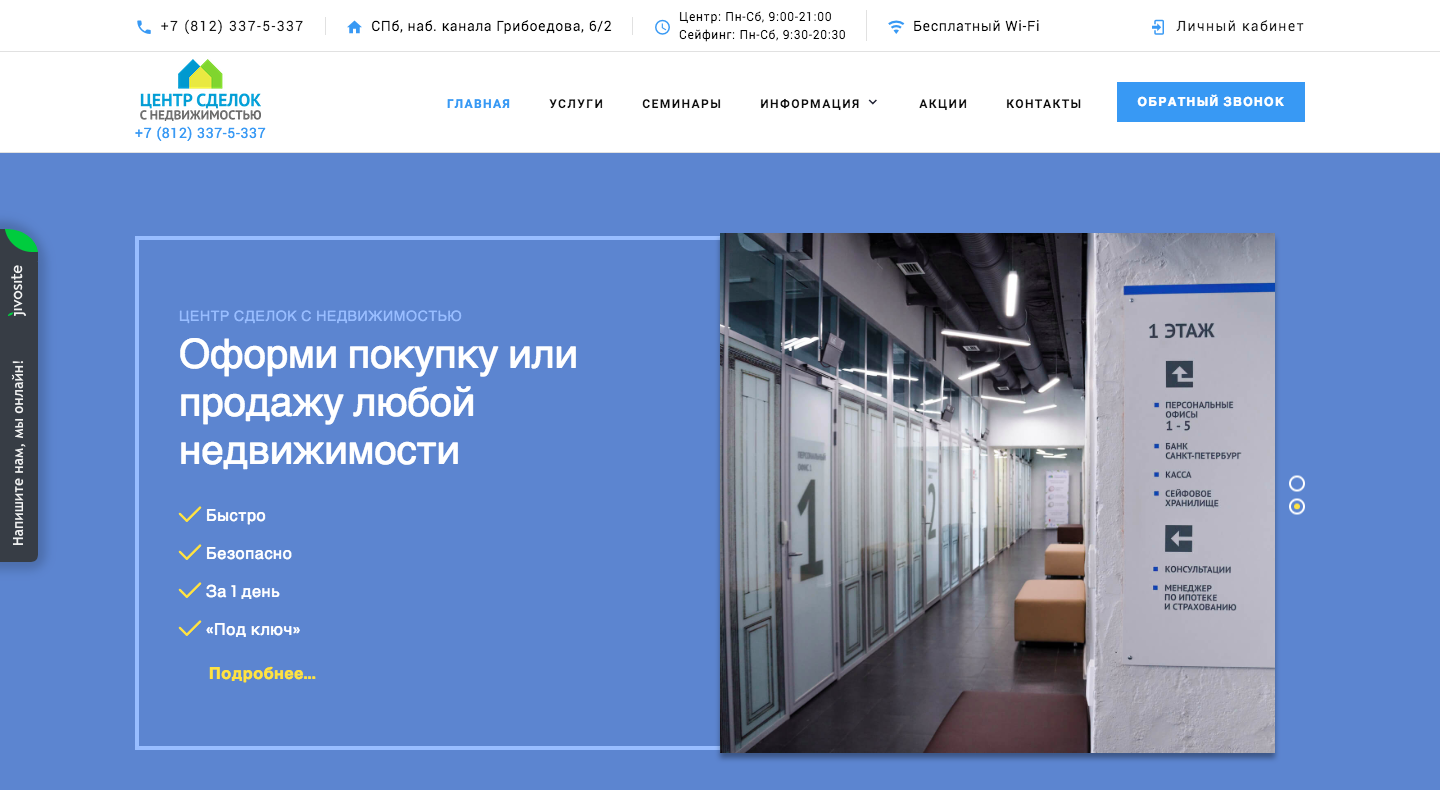 +7 (812) 337-5-337
СПб, наб. канала Грибоедова, 6/2
Центр: Пн-Сб, 9:00-21:00
Сейфинг: Пн-Сб, 9:30-20:30
Бесплатный Wi-Fi
Личный кабинет
ЦЕНТР СДЕЛОК
С НЕДВИЖИМОСТЬЮ
+7 (812) 337-5-337
ГЛАВНАЯ
УСЛУГИ
СЕМИНАРЫ
ИНФОРМАЦИЯ
АКЦИИ
КОНТАКТЫ
ОБРАТНЫЙ ЗВОНОК
jivosite
Напишите нам, мы онлайн!
ЦЕНТР СДЕЛОК С НЕДВИЖИМОСТЬЮ
Оформи покупку или
продажу любой
недвижимости
Быстро
Безопасно
За 1 день
«Под ключ»
Подробнее...
1
2
1 ЭТАЖ
ПЕРСОНАЛЬНЫЕ
ОФИСЫ
1 - 5
БАНК
САНКТ-ПЕТЕРБУРГ
КАССА
СЕЙФОВОЕ
ХРАНИЛИЩЕ
КОНСУЛЬТАЦИИ
МЕНЕДЖЕР
ПО ИПОТЕКЕ
И СТРАХОВАНИЮ